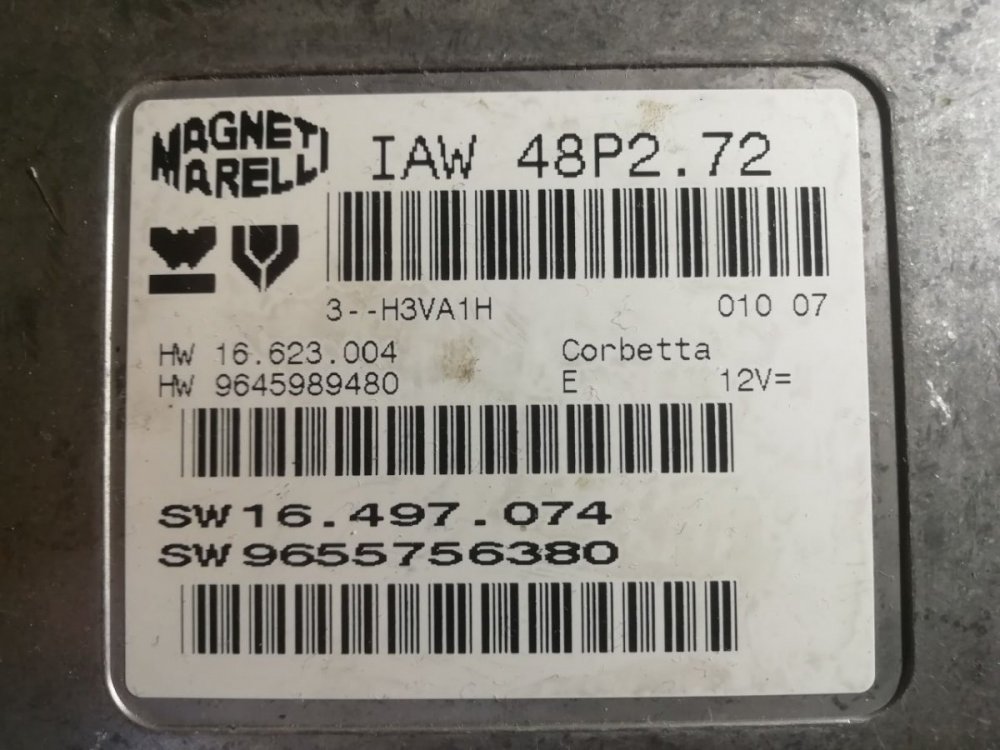 MAGNETI
MARELLI
IAW 48P2.72
3--H3VA1H 010 07
HW 16.623.004 Corbetta
HW 9645989480 E 12V=
SW16.497.074
SW9655756380